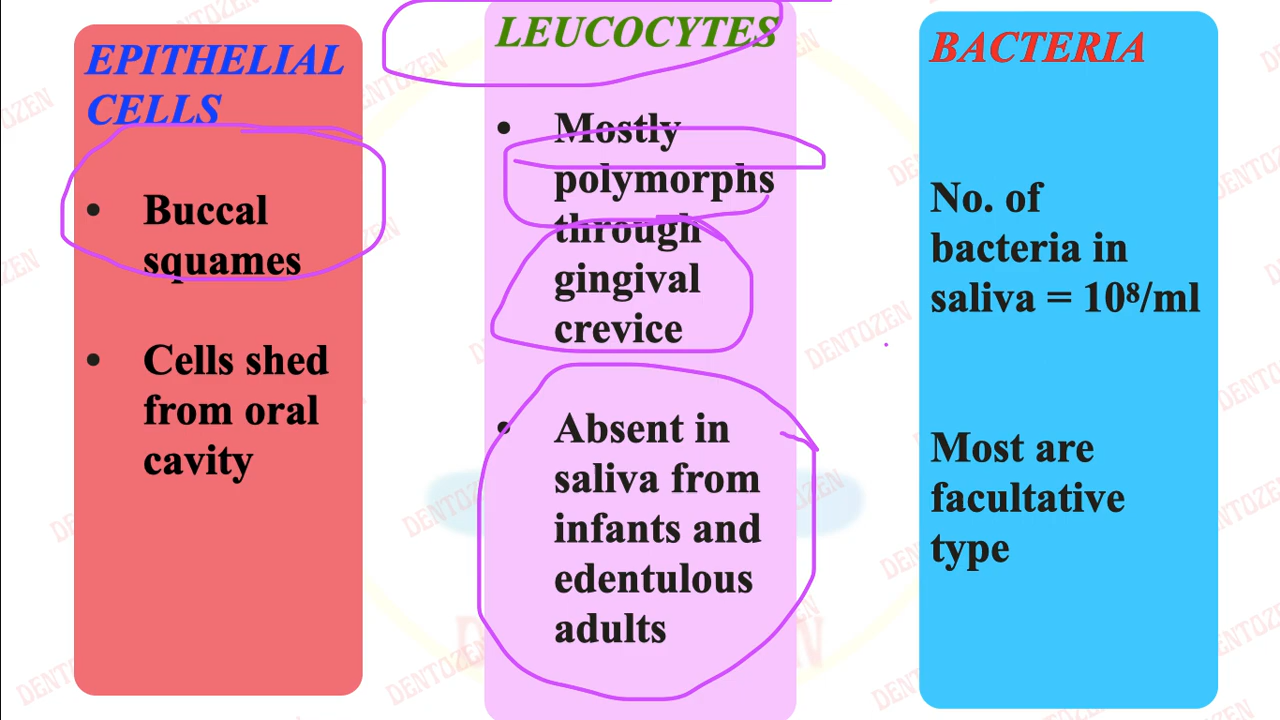 EPITHELIAL
CELLS
• Buccal
squames
• Cells shed
from oral
cavity
LEUCOCYTES
• Mostly
polymorphs
through
gingival
crevice
• Absent in
saliva from
infants and
edentulous
adults
BACTERIA
No. of
bacteria in
saliva = 10⁸/ml
Most are
facultative
type
DENTOZEN